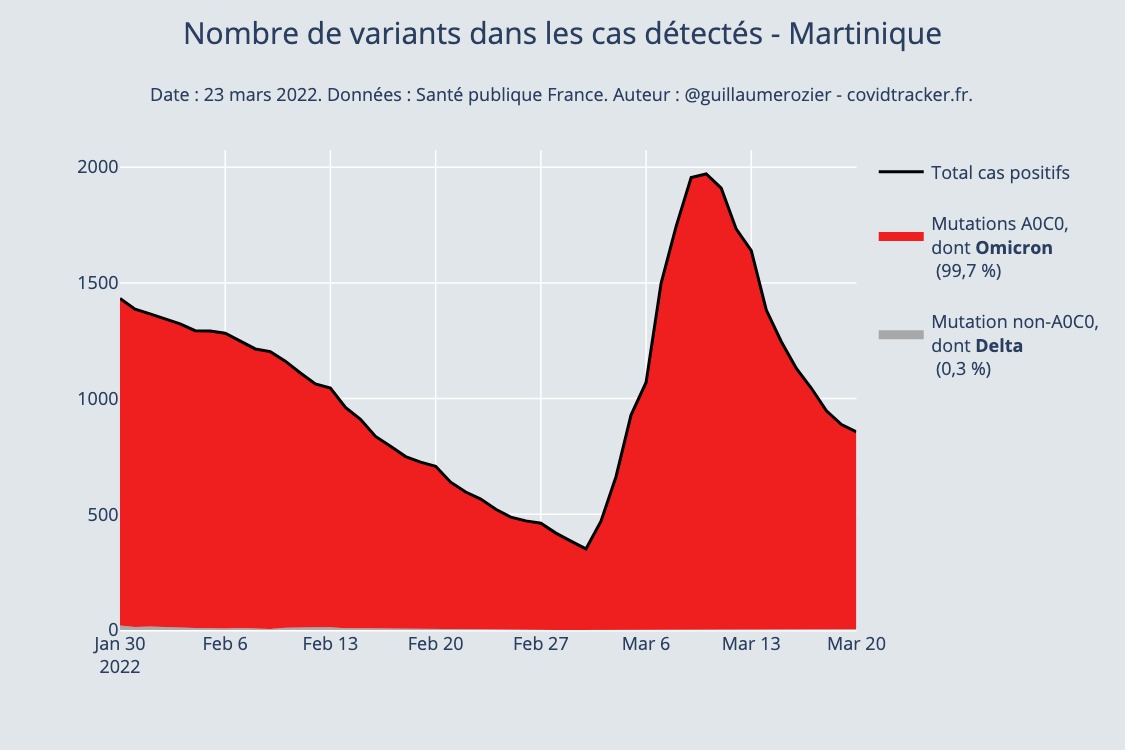 Nombre de variants dans les cas détectés - Martinique
Date : 23 mars 2022. Données : Santé publique France. Auteur : @guillaumerozier - covidtracker.fr.
2000
1500
1000
500
0
Jan 30
2022
Feb 6
Feb 13
Feb 20
Feb 27
Mar 6
Mar 13
Mar 20
Total cas positifs
Mutations A0C0,
dont Omicron
(99,7 %)
Mutation non-A0C0,
dont Delta
(0,3 %)